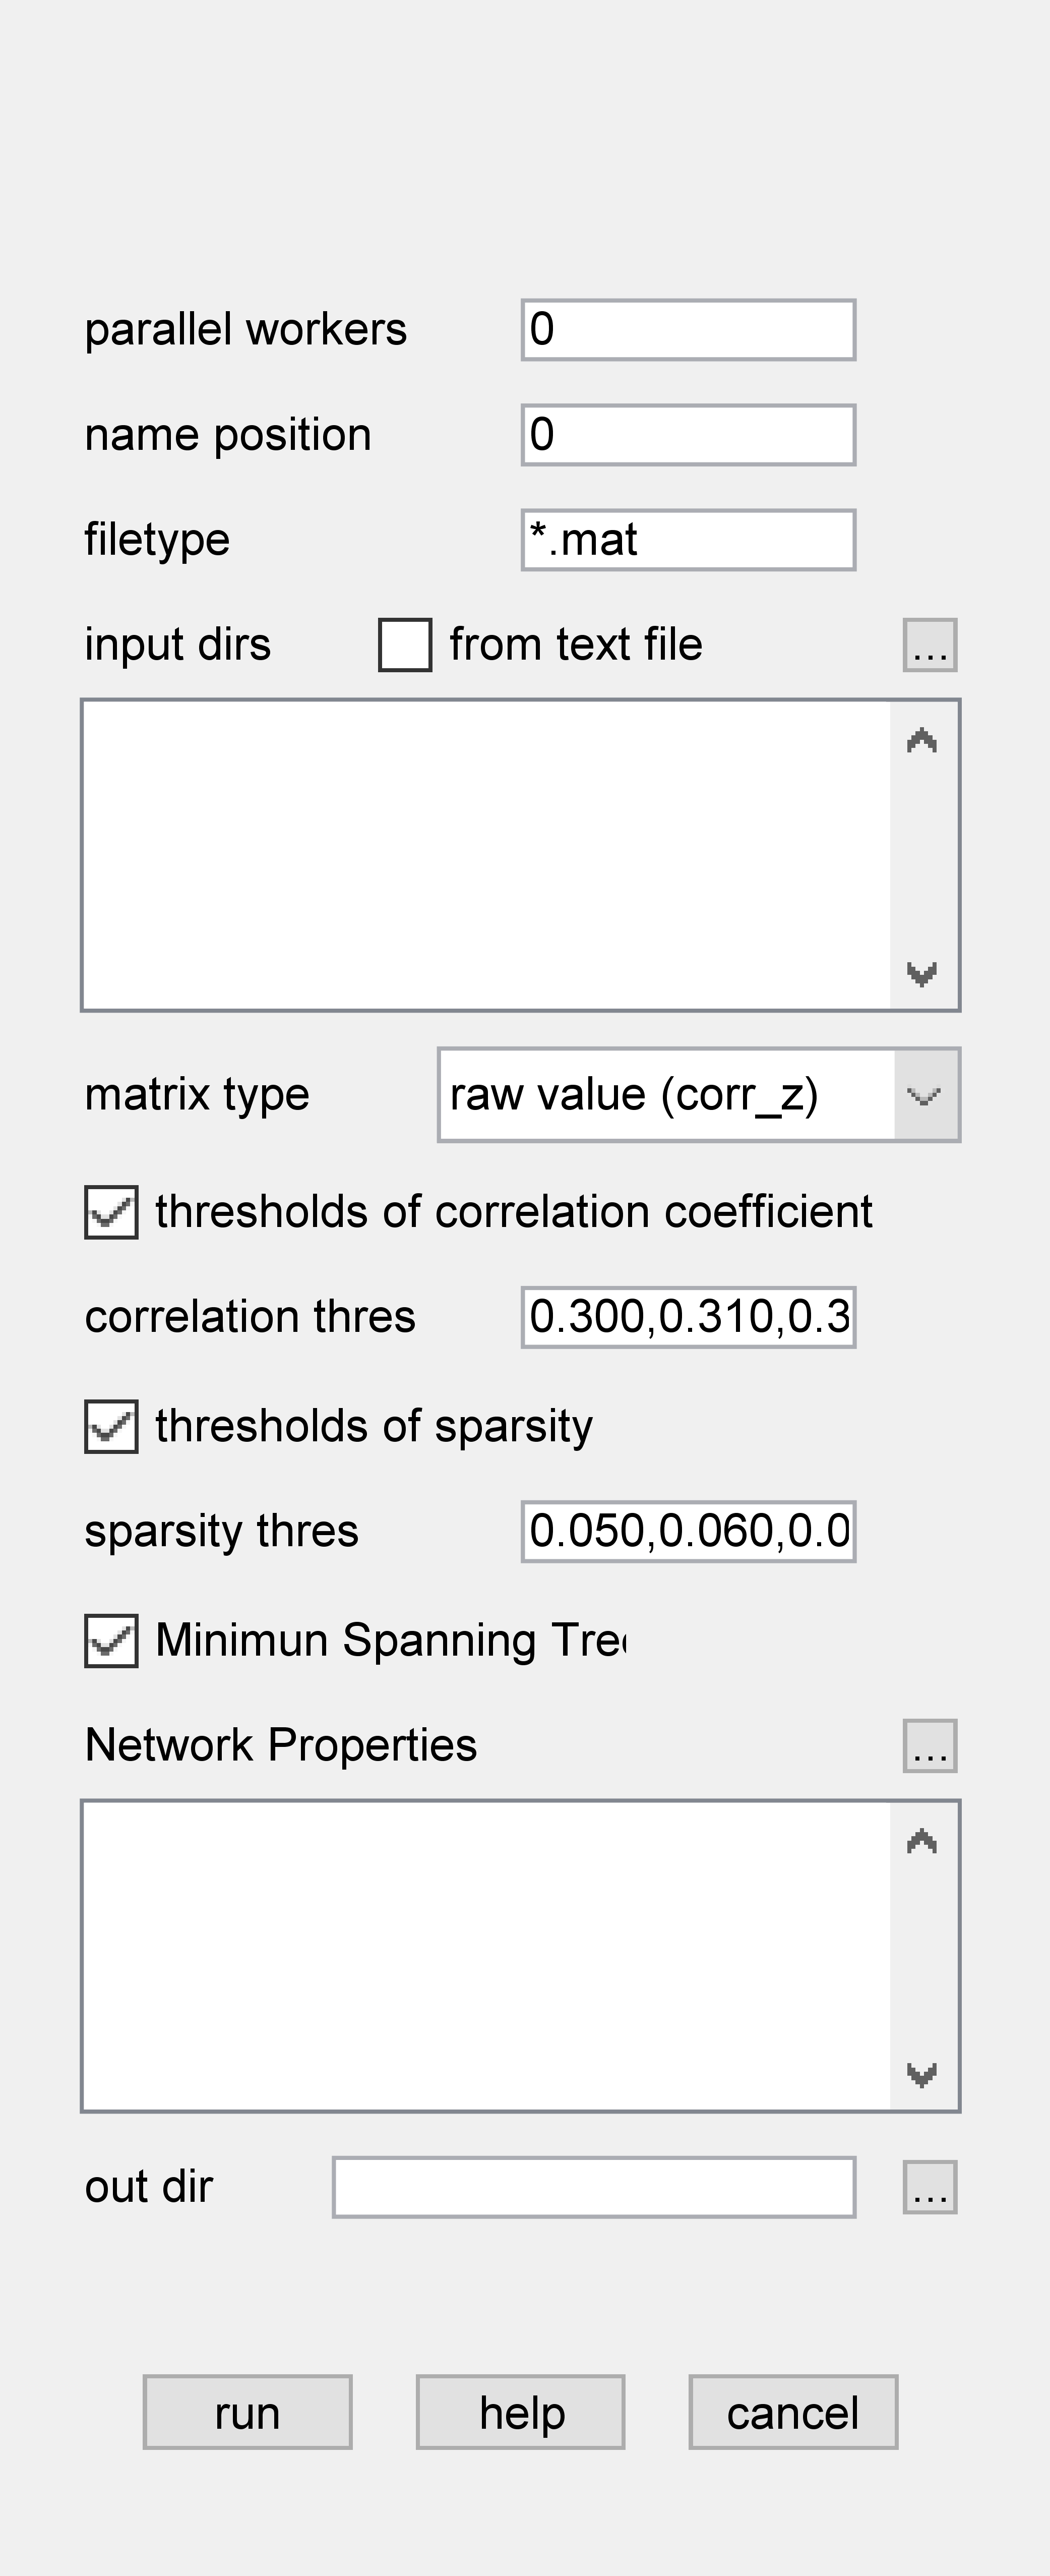 parallel workers 0
name position 0
filetype *.mat
input dirs from text file ...
matrix type raw value (corr_z)
thresholds of correlation coefficient
correlation thres 0.300,0.310,0.3
thresholds of sparsity
sparsity thres 0.050,0.060,0.0
Minimun Spanning Tre
Network Properties ...
out dir ...
run help cancel